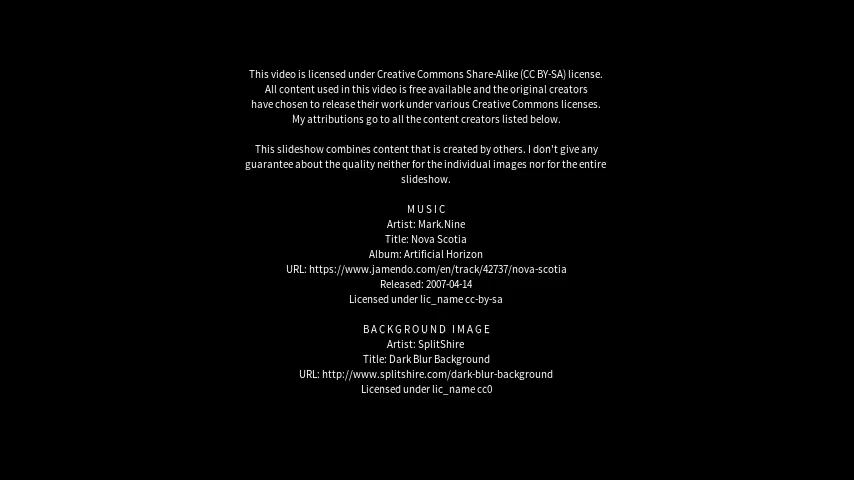 This video is licensed under Creative Commons Share-Alike (CC BY-SA) license.
All content used in this video is free available and the original creators
have chosen to release their work under various Creative Commons licenses.
My attributions go to all the content creators listed below.
This slideshow combines content that is created by others. I don't give any
guarantee about the quality neither for the individual images nor for the entire
slideshow.
M U S I C
Artist: Mark.Nine
Title: Nova Scotia
Album: Artificial Horizon
URL: https://www.jamendo.com/en/track/42737/nova-scotia
Released: 2007-04-14
Licensed under lic_name cc-by-sa
B A C K G R O U N D   I M A G E
Artist: SplitShire
Title: Dark Blur Background
URL: http://www.splitshire.com/dark-blur-background
Licensed under lic_name cc0